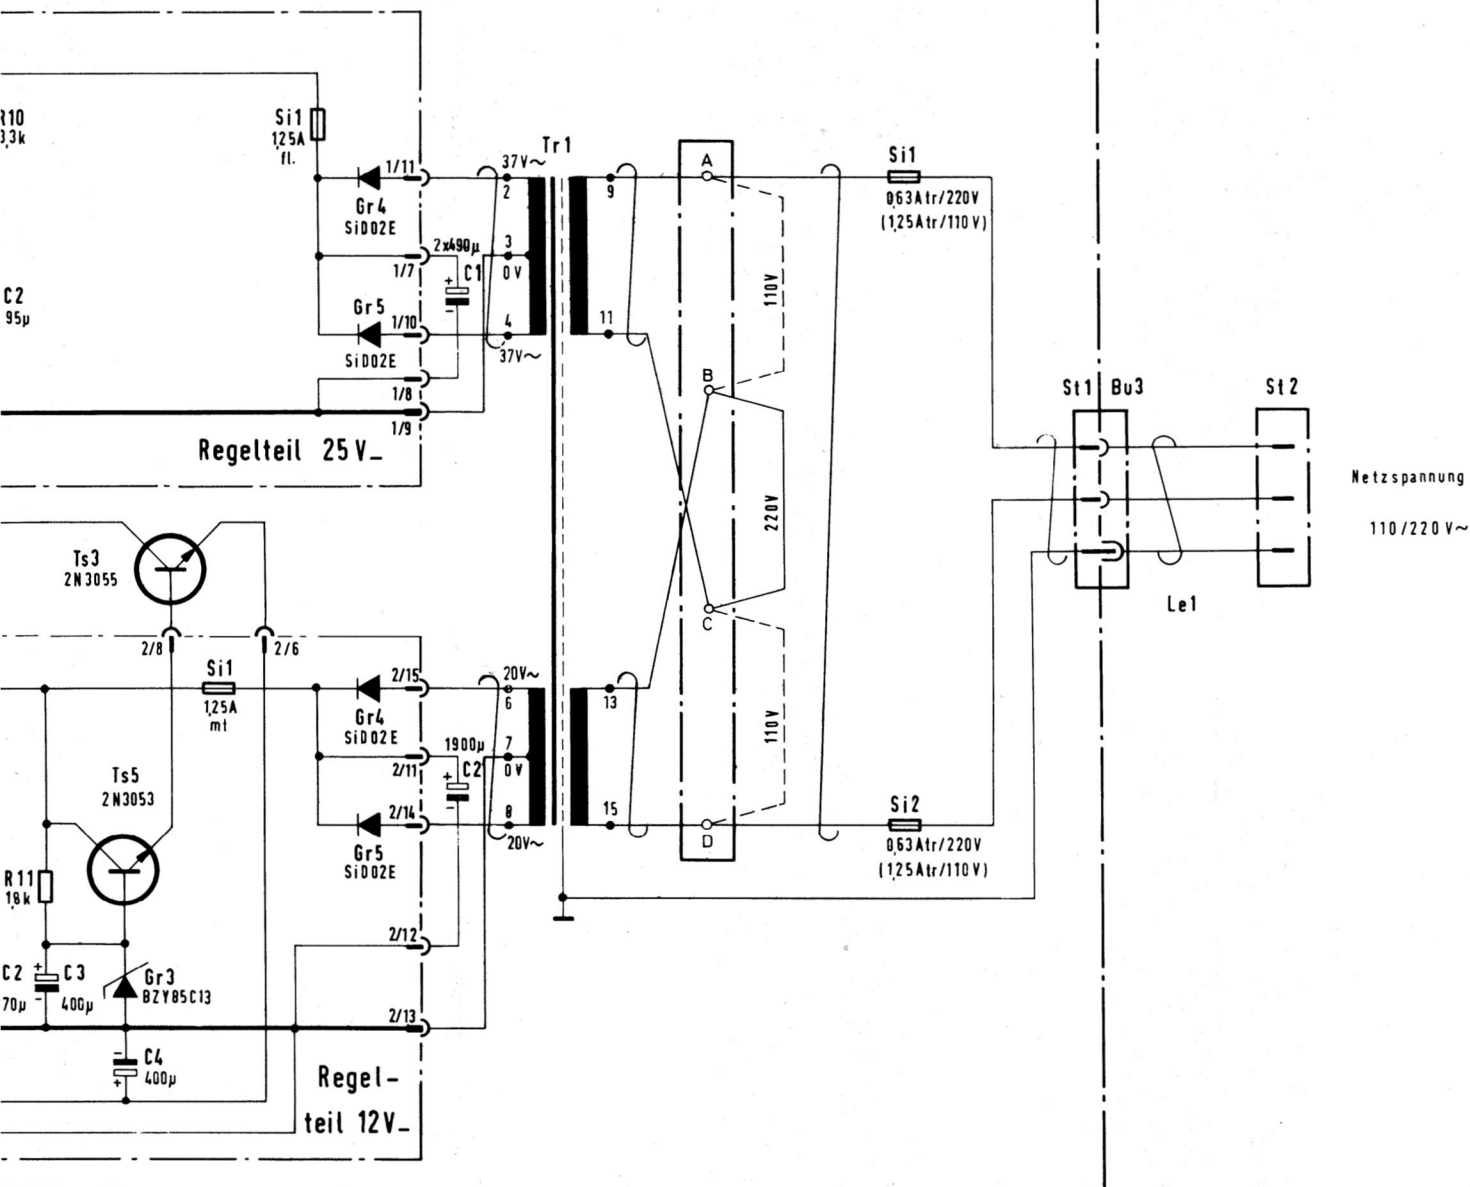 R10
3,3k
C2
95µ
Si1
1,25A
fl.
1/11
Gr4
SiD02E
1/7
2x490µ
C1
+
-
Gr5
1/10
SiD02E
1/8
1/9
Regelteil 25V_
37V~
2
3
0V
4
37V~
Tr1
9
11
A
B
C
D
110V
220V
110V
Si1
0,63Atr/220V
(1,25Atr/110V)
St1
Bu3
St2
Netzspannung
110/220V~
Le1
Ts3
2N3055
2/8
2/6
Si1
1,25A
mt
2/15
Gr4
SiD02E
2/11
1900µ
C2
+
-
2/14
Gr5
SiD02E
20V~
6
7
0V
8
20V~
13
15
Si2
0,63Atr/220V
(1,25Atr/110V)
Ts5
2N3053
R11
1,8k
C2
70µ
+
-
C3
400µ
Gr3
BZY85C13
2/12
2/13
-
+
C4
400µ
Regel-
teil 12V_